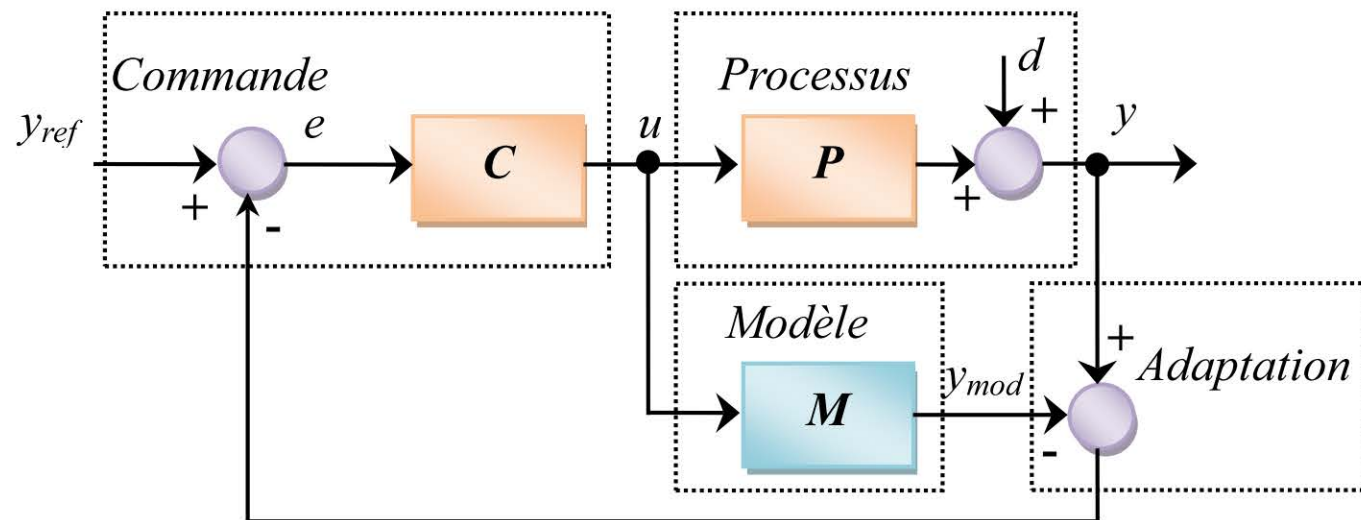 Commande
Processus
d
+
y_ref
e
C
u
P
y
+
-
+
Modèle
+
Adaptation
M
y_mod
-